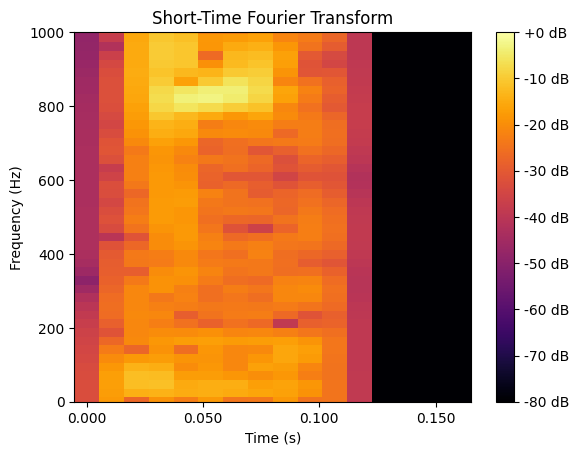 Short-Time Fourier Transform
1000
800
600
400
200
0
Frequency (Hz)
0.000
0.050
0.100
0.150
Time (s)
+0 dB
-10 dB
-20 dB
-30 dB
-40 dB
-50 dB
-60 dB
-70 dB
-80 dB